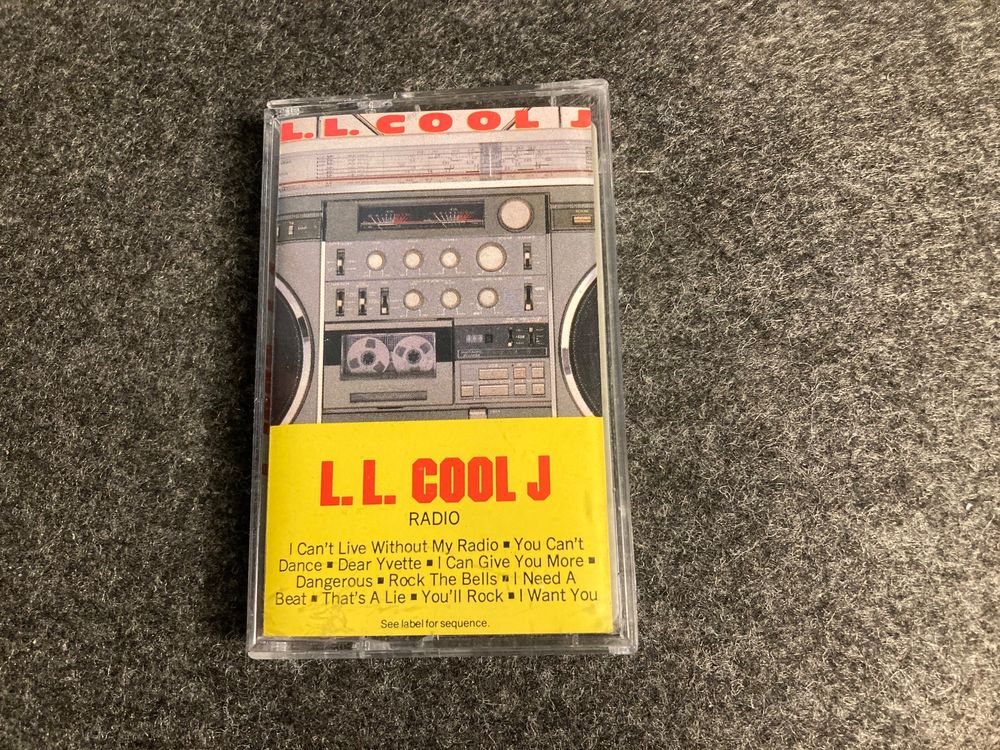 L. L. COOL J
L. L. COOL J
RADIO
I Can't Live Without My Radio ▪ You Can't
Dance ▪ Dear Yvette ▪ I Can Give You More ▪
Dangerous ▪ Rock The Bells ▪ I Need A
Beat ▪ That's A Lie ▪ You'll Rock ▪ I Want You
See label for sequence.